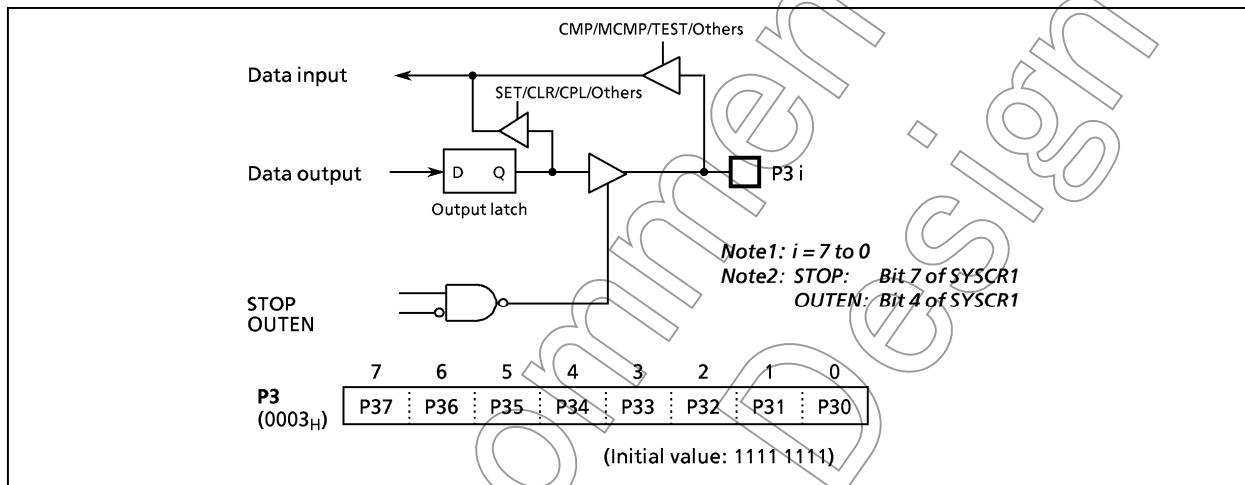 CMP/MCMP/TEST/Others
Data input
SET/CLR/CPL/Others
Data output
D Q
P3 i
Output latch
Note1: i = 7 to 0
Note2: STOP: Bit 7 of SYSCR1
OUTEN: Bit 4 of SYSCR1
STOP
OUTEN
7 6 5 4 3 2 1 0
P3
(0003H)
P37 P36 P35 P34 P33 P32 P31 P30
(Initial value: 1111 1111)
ommen
Design